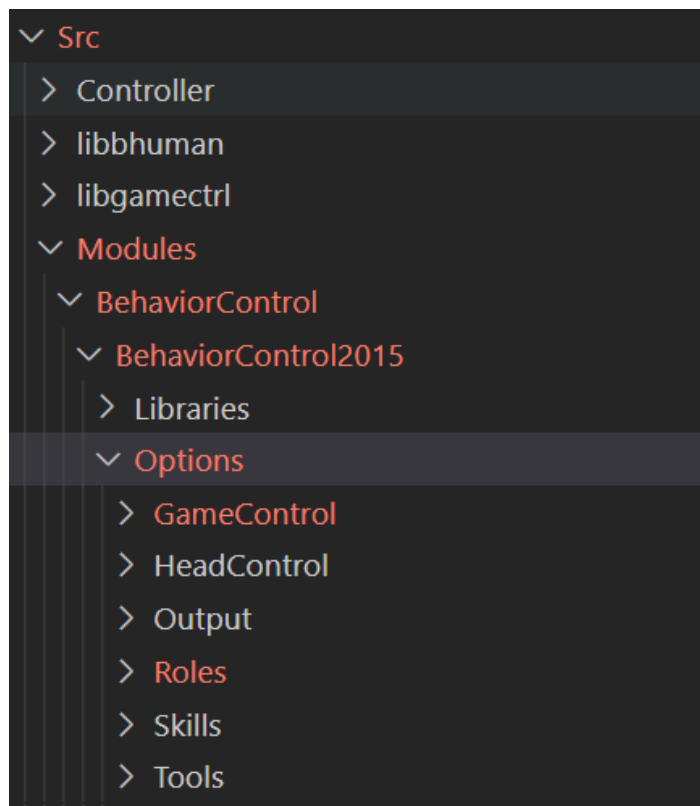 Src
Controller
libbhuman
libgamectrl
Modules
BehaviorControl
BehaviorControl2015
Libraries
Options
GameControl
HeadControl
Output
Roles
Skills
Tools